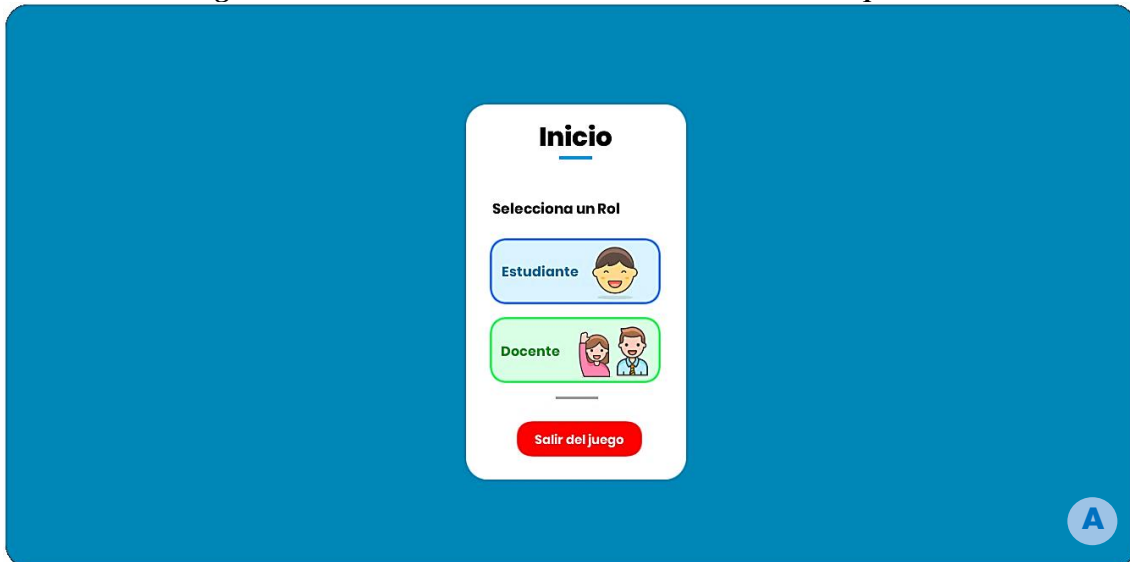 Inicio
Selecciona un Rol
Estudiante
Docente
Salir del juego
A